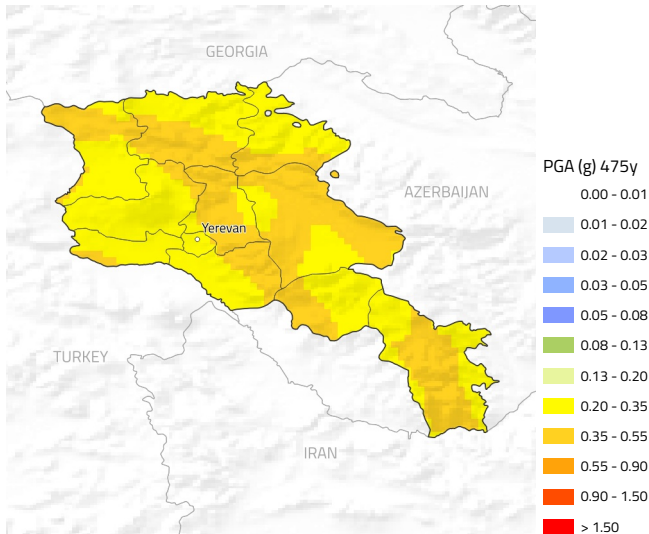 GEORGIA
PGA (g) 475y
0.00 - 0.01
AZERBAIJAN
0.01 - 0.02
Yerevan
0.02 - 0.03
0.03 - 0.05
0.05 - 0.08
TURKEY
0.08 - 0.13
0.13 - 0.20
0.20 - 0.35
0.35 - 0.55
IRAN
0.55 - 0.90
0.90 - 1.50
> 1.50